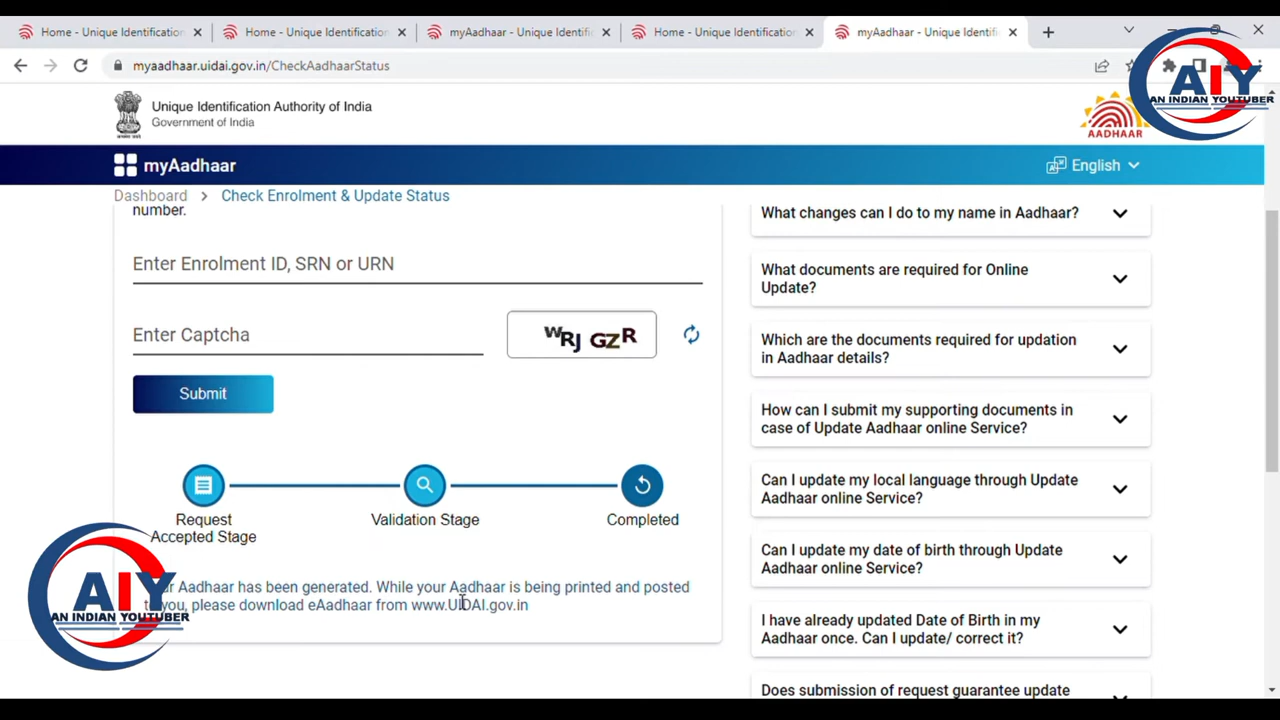 Home - Unique Identification
Home - Unique Identification
myAadhaar - Unique Identifi
Home - Unique Identification
myAadhaar - Unique Identifi
myaadhaar.uidai.gov.in/CheckAadhaarStatus
Unique Identification Authority of India
Government of India
AADHAAR
AIY
AN INDIAN YOUTUBER
myAadhaar
English
Dashboard > Check Enrolment & Update Status
number.
Enter Enrolment ID, SRN or URN
Enter Captcha
WRJ GZR
Submit
Request
Accepted Stage
Validation Stage
Completed
Aadhaar has been generated. While your Aadhaar is being printed and posted
you, please download eAadhaar from www.UIDAI.gov.in
AIY
AN INDIAN YOUTUBER
What changes can I do to my name in Aadhaar?
What documents are required for Online
Update?
Which are the documents required for updation
in Aadhaar details?
How can I submit my supporting documents in
case of Update Aadhaar online Service?
Can I update my local language through Update
Aadhaar online Service?
Can I update my date of birth through Update
Aadhaar online Service?
I have already updated Date of Birth in my
Aadhaar once. Can I update/ correct it?
Does submission of request guarantee update